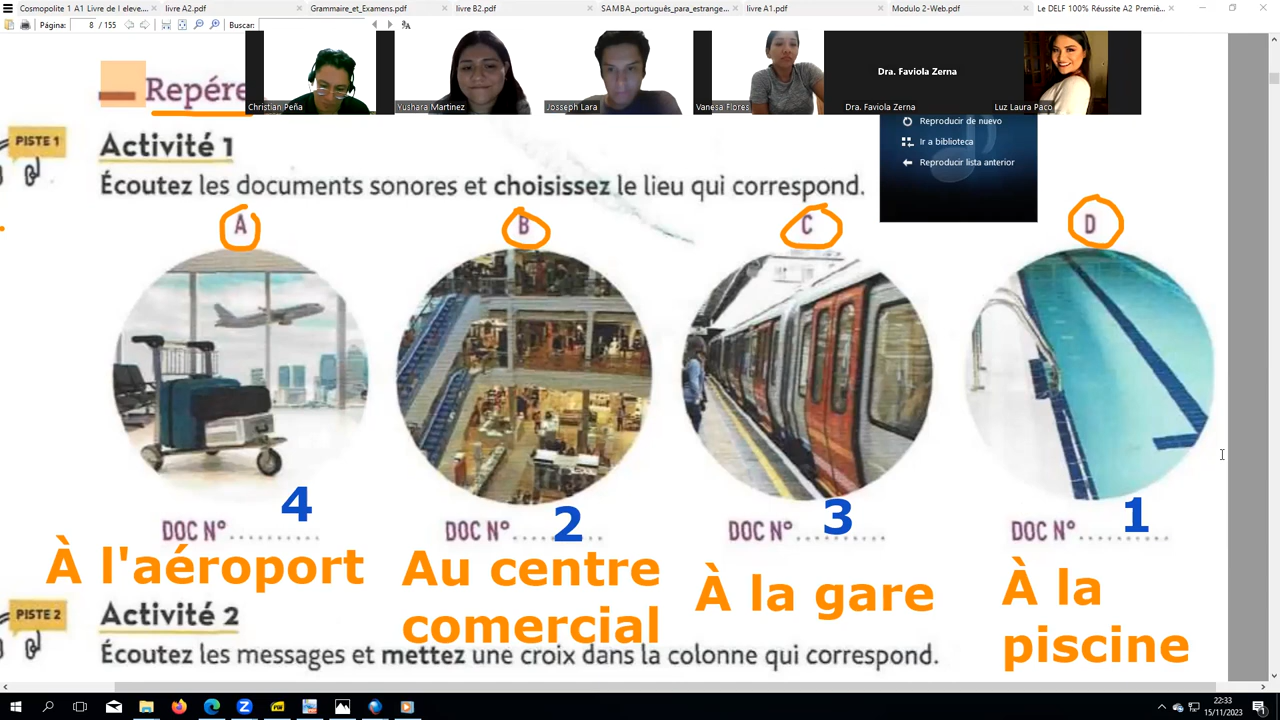 Cosmopolite 1 A1 Livre de l eleve....
livre A2.pdf
Grammaire_et_Examens.pdf
livre B2.pdf
SAMBA_português_para_estrange...
livre A1.pdf
Modulo 2-Web.pdf
Le DELF 100% Réussite A2 Premiè...
Página: 8 / 155
Buscar:
Repére
Christian Peña
Yushara Martinez
Josseph Lara
Vanesa Flores
Dra. Faviola Zerna
Dra. Faviola Zerna
Luz Laura Paco
Reproducir de nuevo
Ir a biblioteca
Reproducir lista anterior
PISTE 1
Activité 1
Écoutez les documents sonores et choisissez le lieu qui correspond.
A B C D
DOC N° 4
DOC N° 2
DOC N° 3
DOC N° 1
À l'aéroport
Au centre
comercial
À la gare
À la
piscine
PISTE 2
Activité 2
Écoutez les messages et mettez une croix dans la colonne qui correspond.
22:33
15/11/2023